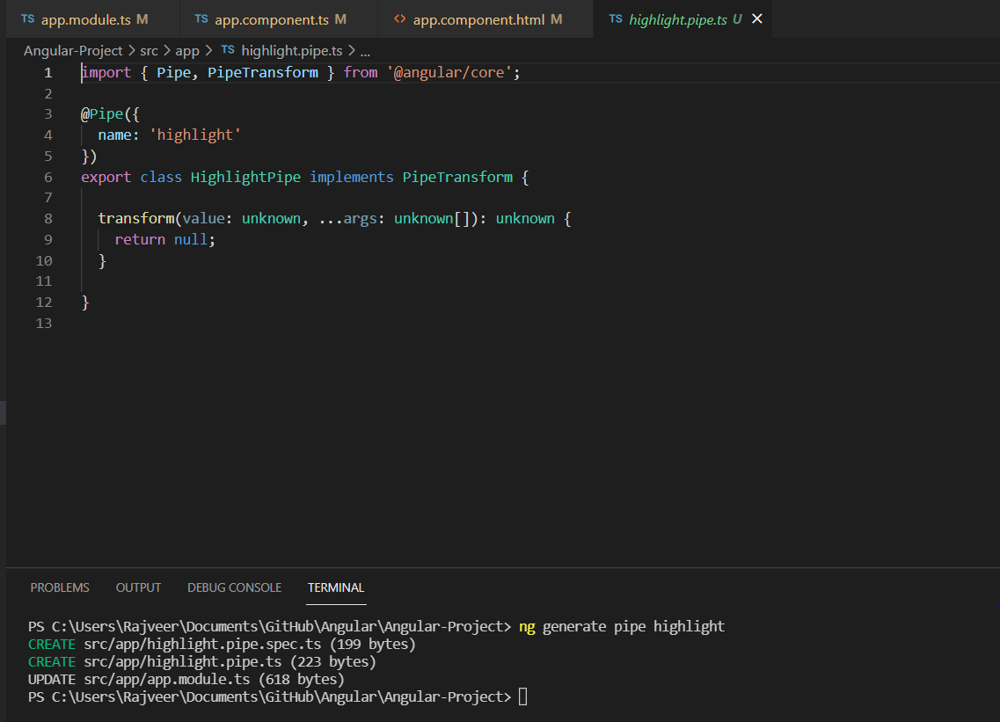 TS app.module.ts M TS app.component.ts M <> app.component.html M TS highlight.pipe.ts U ×
Angular-Project > src > app > TS highlight.pipe.ts > ...
1 import { Pipe, PipeTransform } from '@angular/core';
2
3 @Pipe({
4   name: 'highlight'
5 })
6 export class HighlightPipe implements PipeTransform {
7
8   transform(value: unknown, ...args: unknown[]): unknown {
9     return null;
10   }
11
12 }
13
PROBLEMS OUTPUT DEBUG CONSOLE TERMINAL
PS C:\Users\Rajveer\Documents\GitHub\Angular\Angular-Project> ng generate pipe highlight
CREATE src/app/highlight.pipe.spec.ts (199 bytes)
CREATE src/app/highlight.pipe.ts (223 bytes)
UPDATE src/app/app.module.ts (618 bytes)
PS C:\Users\Rajveer\Documents\GitHub\Angular\Angular-Project>